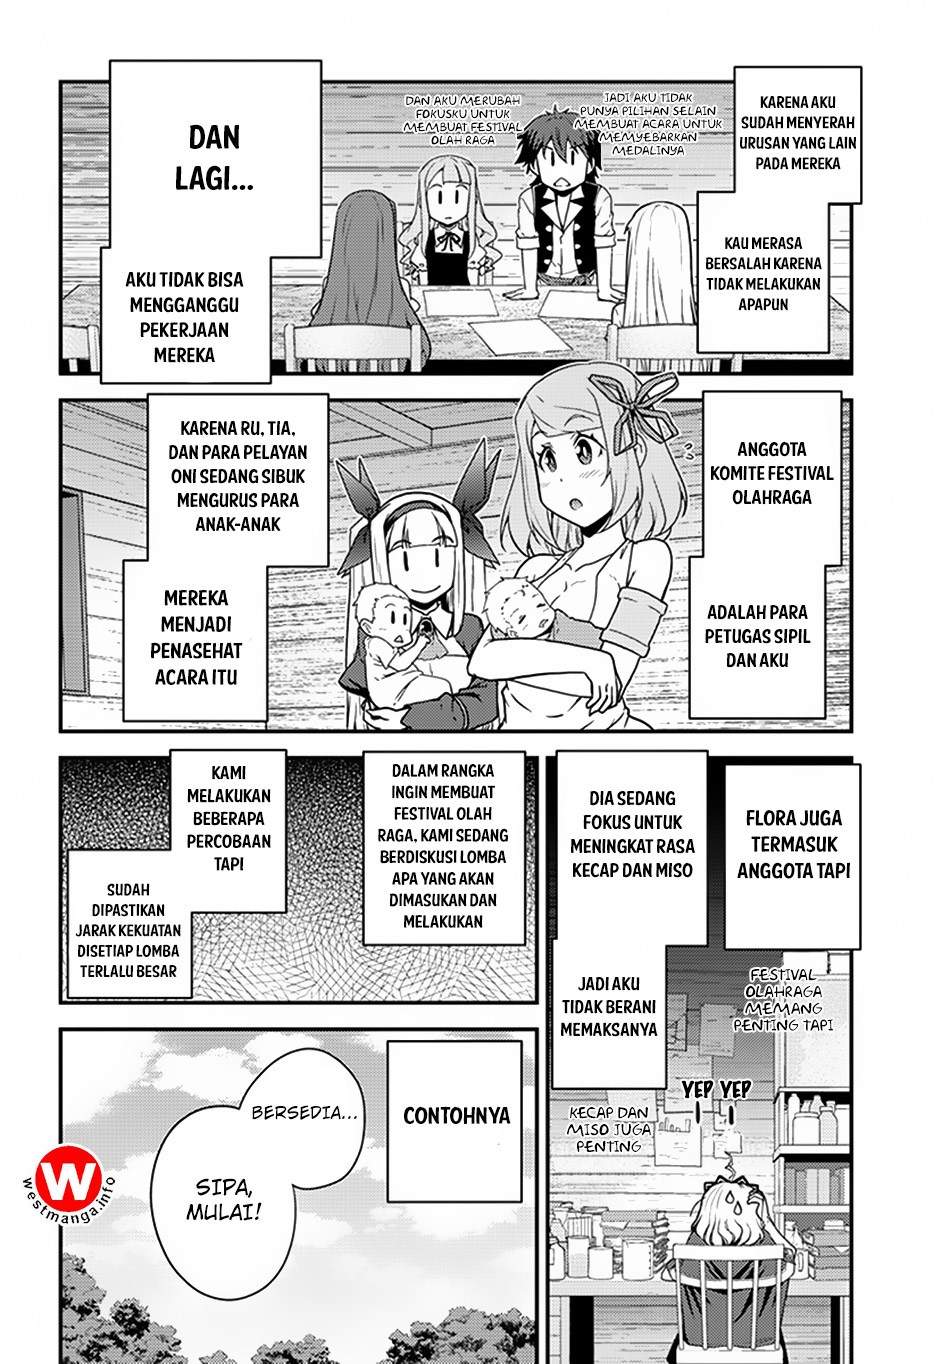 KARENA AKU
SUDAH MENYERAH
URUSAN YANG LAIN
PADA MEREKA
KAU MERASA
BERSALAH KARENA
TIDAK MELAKUKAN
APAPUN
JADI AKU TIDAK
PUNYA PILIHAN SELAIN
MEMBUAT ACARA UNTUK
MEMYEBARKAN
MEDALINYA
DAN AKU MERUBAH
FOKUSKU UNTUK
MEMBUAT FESTIVAL
OLAH RAGA
DAN
LAGI...
AKU TIDAK BISA
MENGGANGGU
PEKERJAAN
MEREKA
ANGGOTA
KOMITE FESTIVAL
OLAHRAGA
ADALAH PARA
PETUGAS SIPIL
DAN AKU
KARENA RU, TIA,
DAN PARA PELAYAN
ONI SEDANG SIBUK
MENGURUS PARA
ANAK-ANAK
MEREKA
MENJADI
PENASEHAT
ACARA ITU
FLORA JUGA
TERMASUK
ANGGOTA TAPI
DIA SEDANG
FOKUS UNTUK
MENINGKAT RASA
KECAP DAN MISO
JADI AKU
TIDAK BERANI
MEMAKSANYA
FESTIVAL
OLAHRAGA
MEMANG
PENTING TAPI
YEP YEP
KECAP DAN
MISO JUGA
PENTING
DALAM RANGKA
INGIN MEMBUAT
FESTIVAL OLAH
RAGA, KAMI SEDANG
BERDISKUSI LOMBA
APA YANG AKAN
DIMASUKAN DAN
MELAKUKAN
KAMI
MELAKUKAN
BEBERAPA
PERCOBAAN
TAPI
SUDAH
DIPASTIKAN
JARAK KEKUATAN
DISETIAP LOMBA
TERLALU BESAR
CONTOHNYA
BERSEDIA...
SIPA,
MULAI!
W
westmanga.info